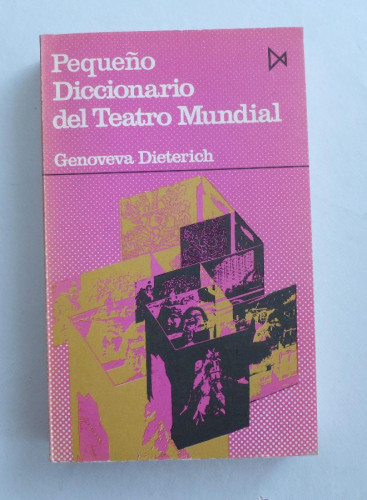 Pequeño
Diccionario
del Teatro Mundial
Genoveva Dieterich